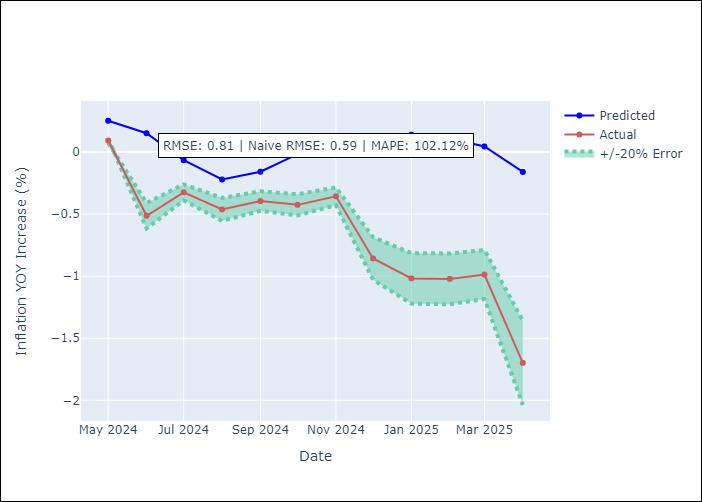 RMSE: 0.81 | Naive RMSE: 0.59 | MAPE: 102.12%
Predicted
Actual
+/-20% Error
Inflation YOY Increase (%)
0
−0.5
−1
−1.5
−2
May 2024
Jul 2024
Sep 2024
Nov 2024
Jan 2025
Mar 2025
Date